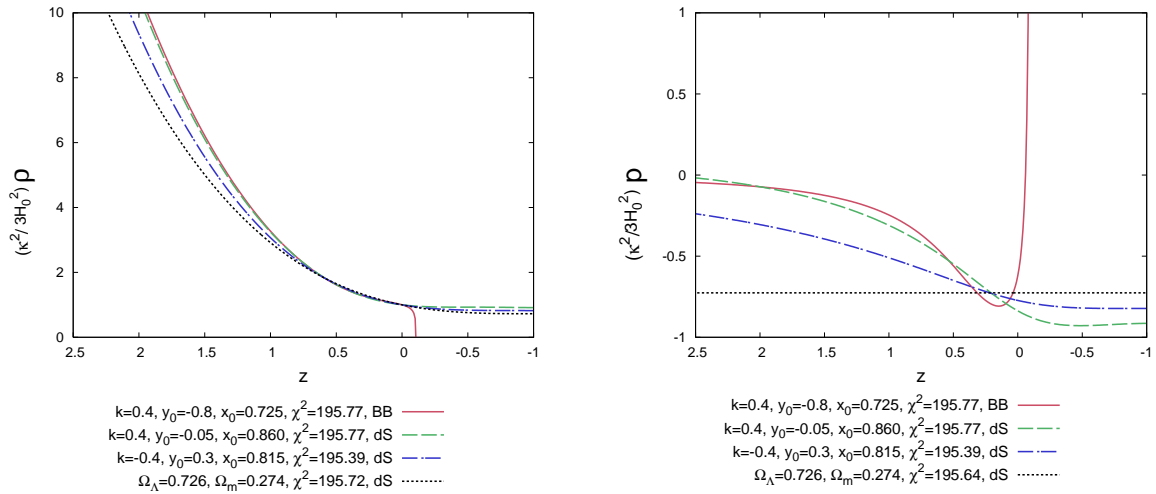 10
8
6
4
2
0
(κ²/3H₀²) ρ
2.5 2 1.5 1 0.5 0 -0.5 -1
z
k=0.4, y₀=-0.8, x₀=0.725, χ²=195.77, BB
k=0.4, y₀=-0.05, x₀=0.860, χ²=195.77, dS
k=-0.4, y₀=0.3, x₀=0.815, χ²=195.39, dS
Ω_Λ=0.726, Ω_m=0.274, χ²=195.72, dS
1
0.5
0
-0.5
-1
(κ²/3H₀²) p
2.5 2 1.5 1 0.5 0 -0.5 -1
z
k=0.4, y₀=-0.8, x₀=0.725, χ²=195.77, BB
k=0.4, y₀=-0.05, x₀=0.860, χ²=195.77, dS
k=-0.4, y₀=0.3, x₀=0.815, χ²=195.39, dS
Ω_Λ=0.726, Ω_m=0.274, χ²=195.64, dS